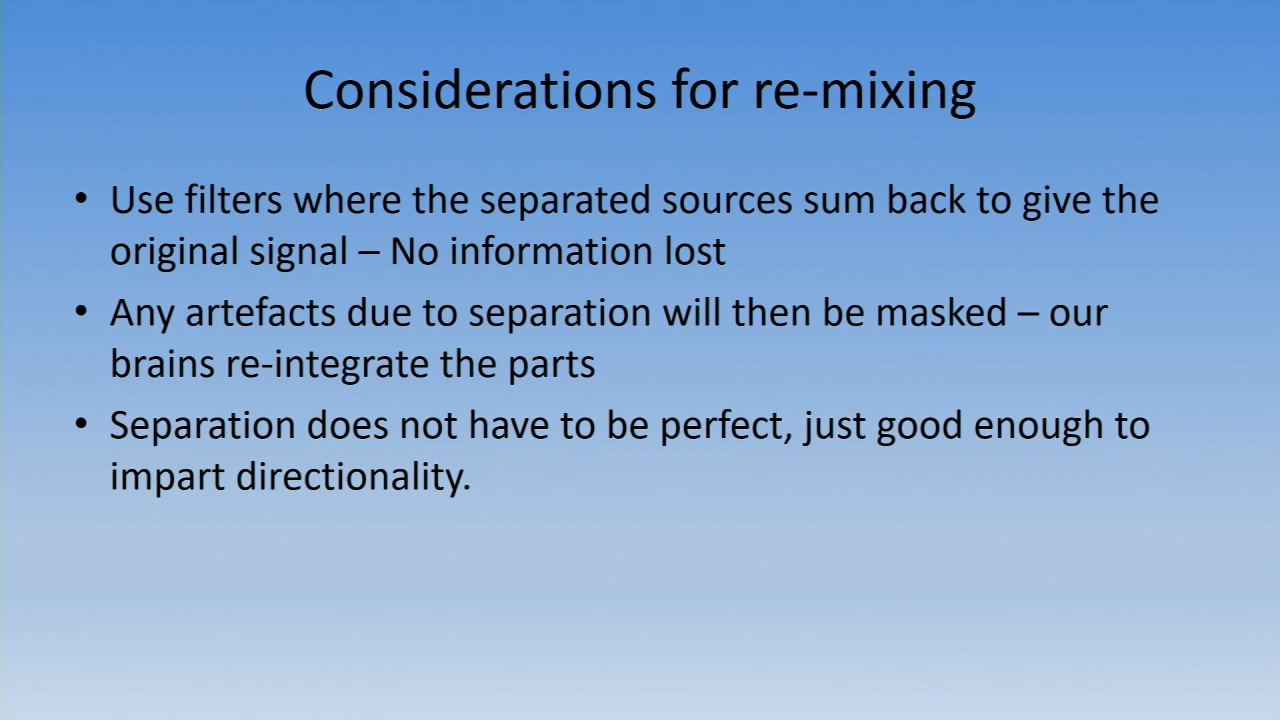 Considerations for re-mixing
• Use filters where the separated sources sum back to give the
original signal – No information lost
• Any artefacts due to separation will then be masked – our
brains re-integrate the parts
• Separation does not have to be perfect, just good enough to
impart directionality.